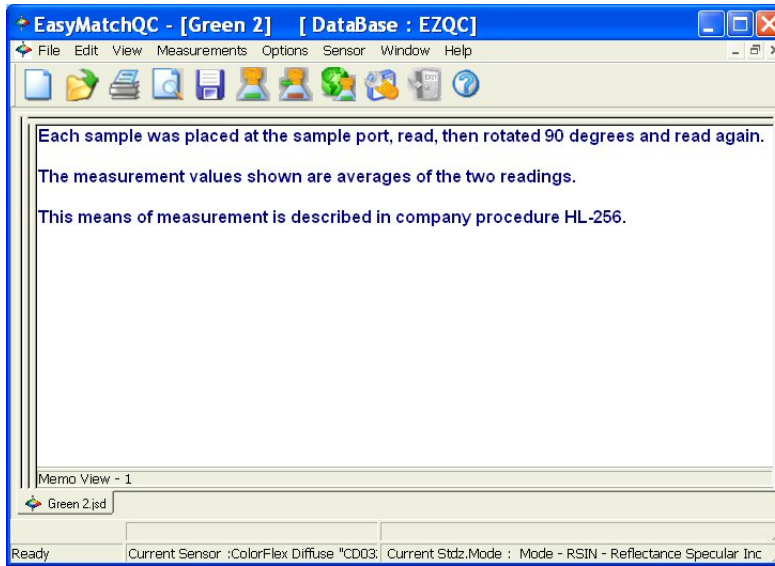 EasyMatchQC - [Green 2] [ DataBase : EZQC]
File Edit View Measurements Options Sensor Window Help
Each sample was placed at the sample port, read, then rotated 90 degrees and read again.
The measurement values shown are averages of the two readings.
This means of measurement is described in company procedure HL-256.
Memo View - 1
Green 2.jsd
Ready Current Sensor :ColorFlex Diffuse "CD03 Current Stdz.Mode : Mode - RSIN - Reflectance Specular Inc